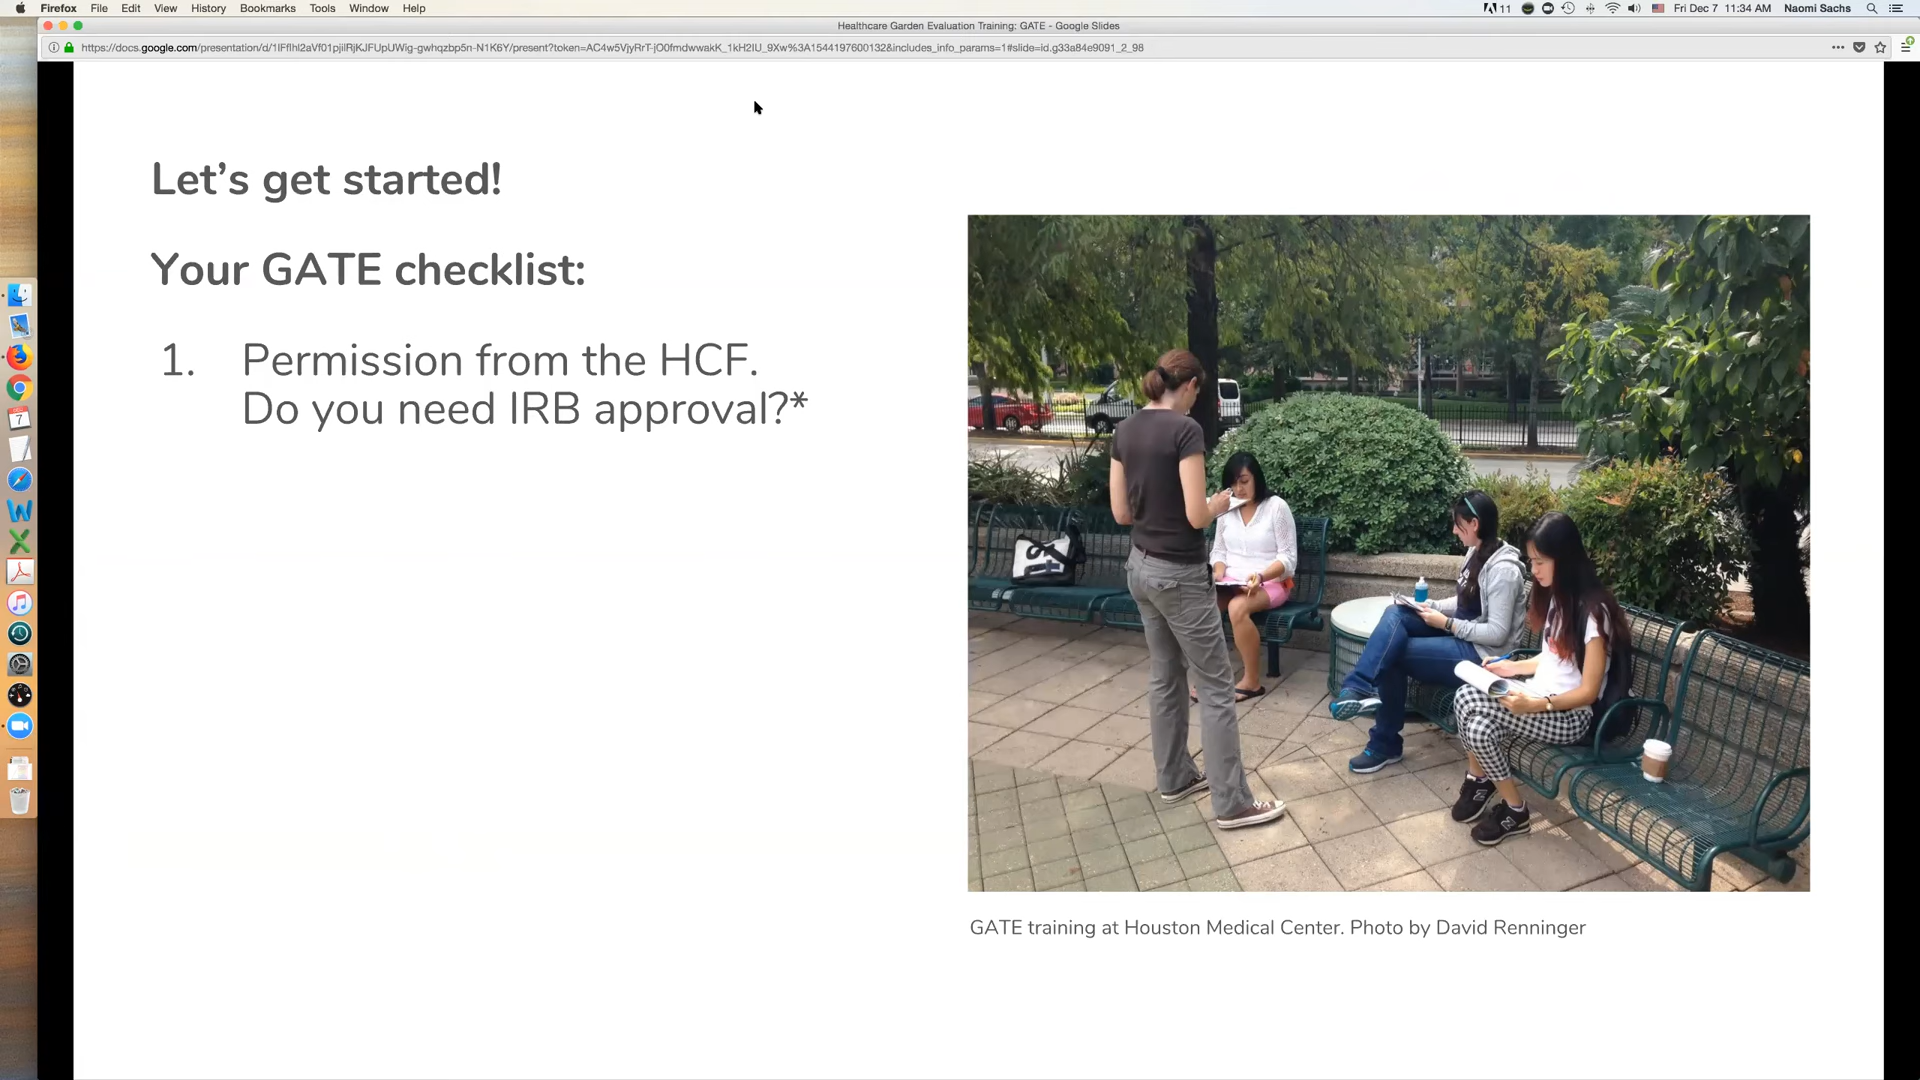 Firefox File Edit View History Bookmarks Tools Window Help 11 Fri Dec 7 11:34 AM Naomi Sachs
Healthcare Garden Evaluation Training: GATE - Google Slides
Let's get started!
Your GATE checklist:
1. Permission from the HCF.
Do you need IRB approval?*
GATE training at Houston Medical Center. Photo by David Renninger